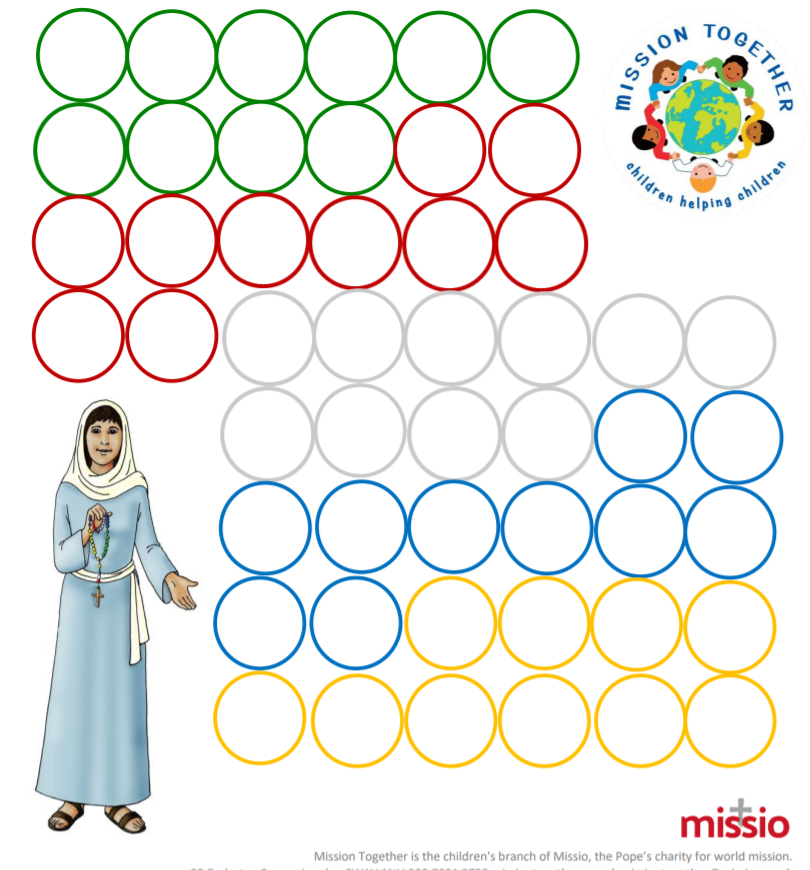 MISSION TOGETHER
children helping children
missio
Mission Together is the children's branch of Missio, the Pope's charity for world mission.